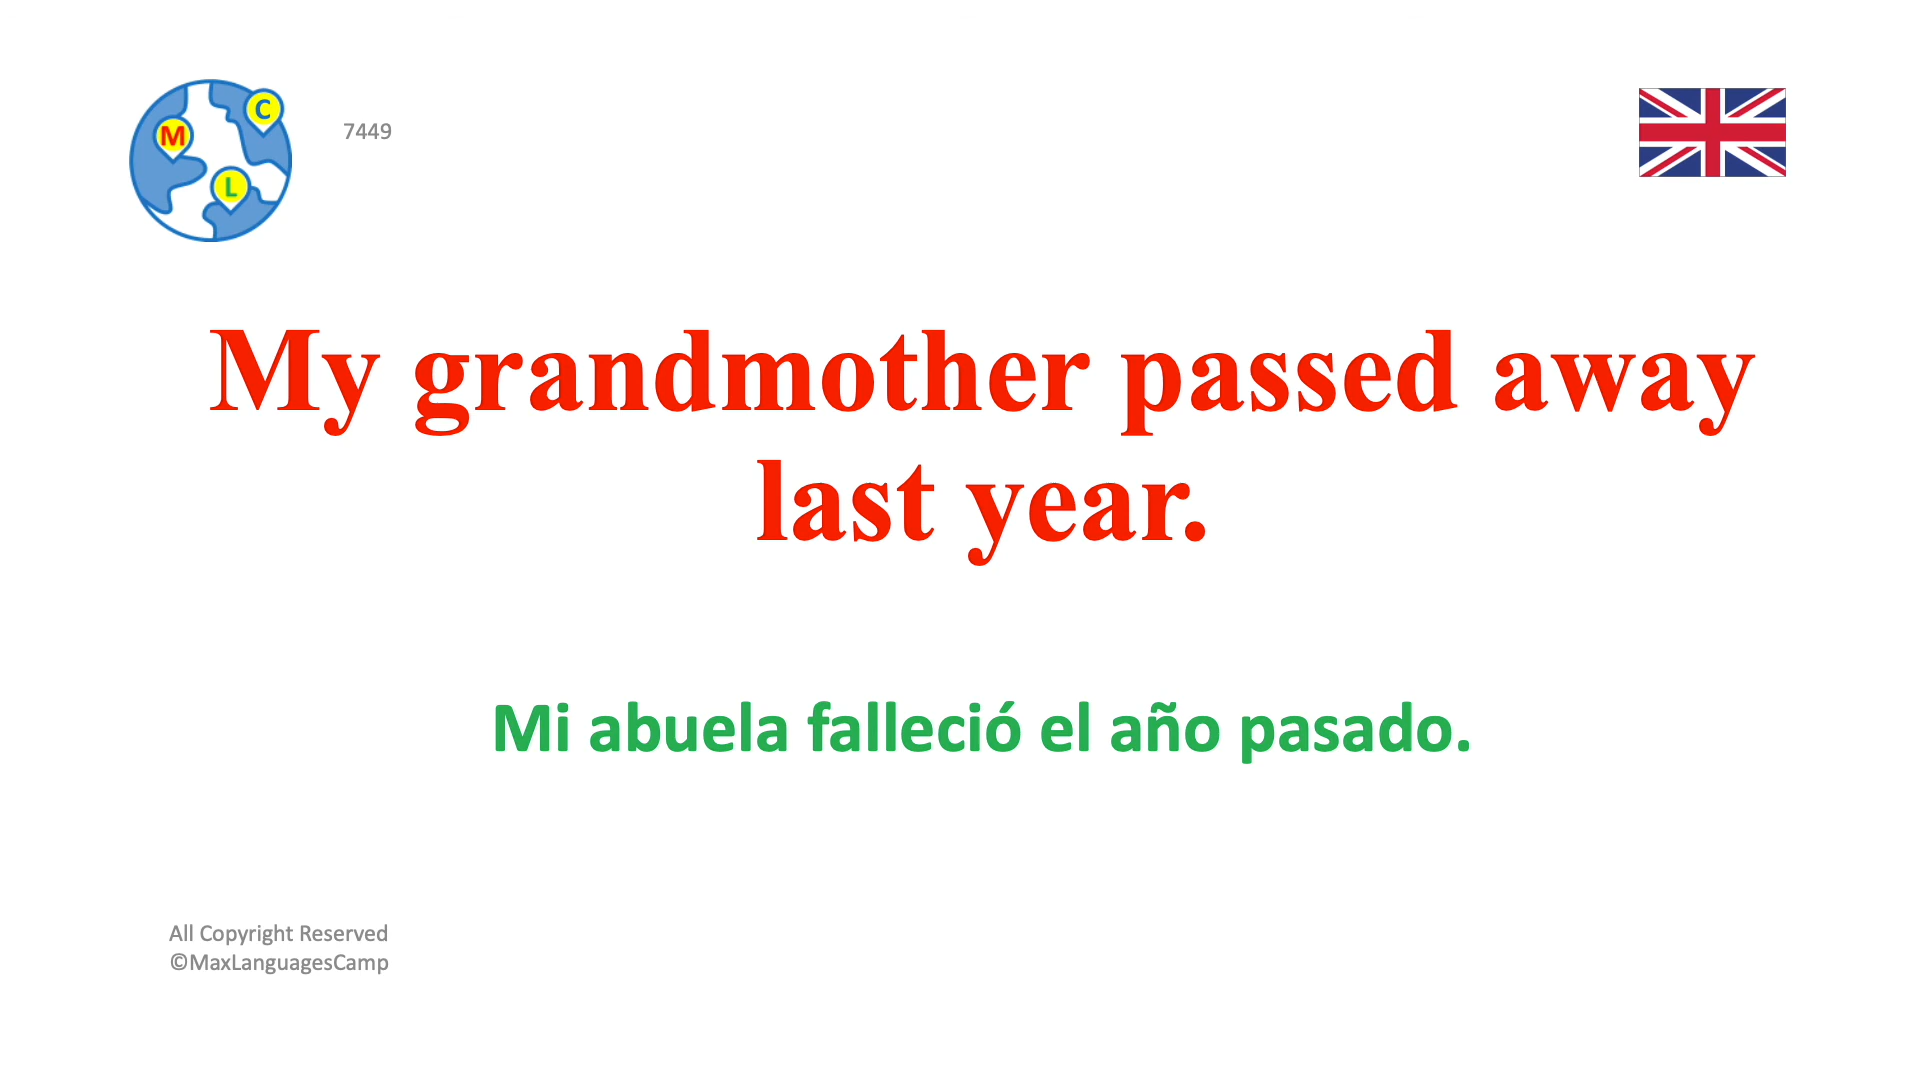 C
M
L
7449
My grandmother passed away
last year.
Mi abuela falleció el año pasado.
All Copyright Reserved
©MaxLanguagesCamp